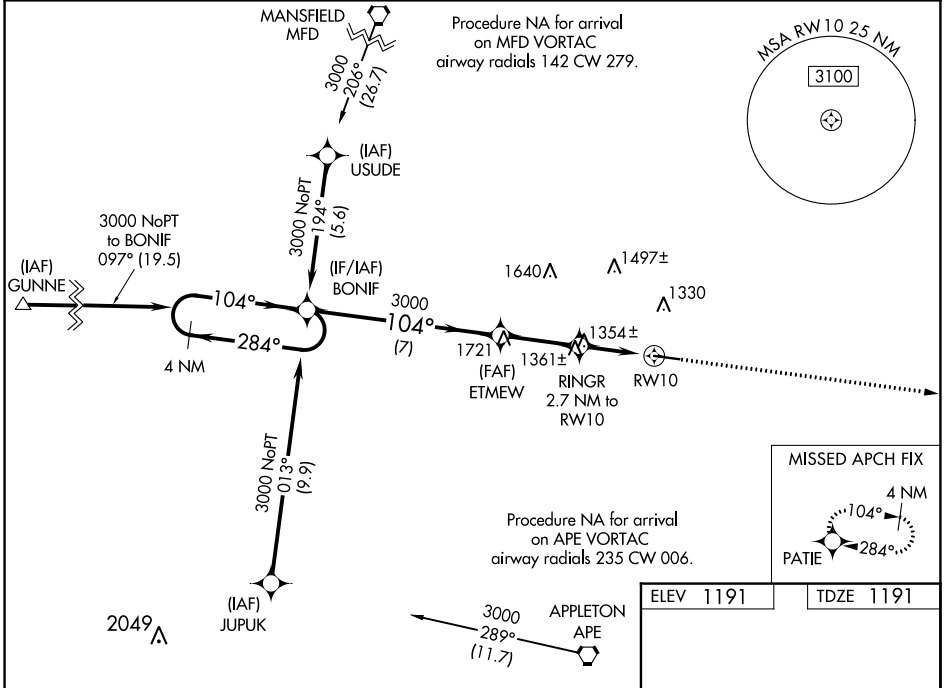 MANSFIELD
MFD
3000
206°
(26.7)
Procedure NA for arrival
on MFD VORTAC
airway radials 142 CW 279.
MSA RW10 25 NM
3100
(IAF)
USUDE
3000 NoPT
194°
(5.6)
3000 NoPT
to BONIF
097° (19.5)
(IAF)
GUNNE
104°
284°
4 NM
(IF/IAF)
BONIF
3000
104°
(7)
1640
1497±
1330
1354±
1721
1361±
(FAF)
ETMEW
RINGR
2.7 NM to
RW10
RW10
3000 NoPT
013°
(9.9)
(IAF)
JUPUK
2049
Procedure NA for arrival
on APE VORTAC
airway radials 235 CW 006.
3000
289°
(11.7)
APPLETON
APE
MISSED APCH FIX
4 NM
104°
284°
PATIE
ELEV 1191
TDZE 1191